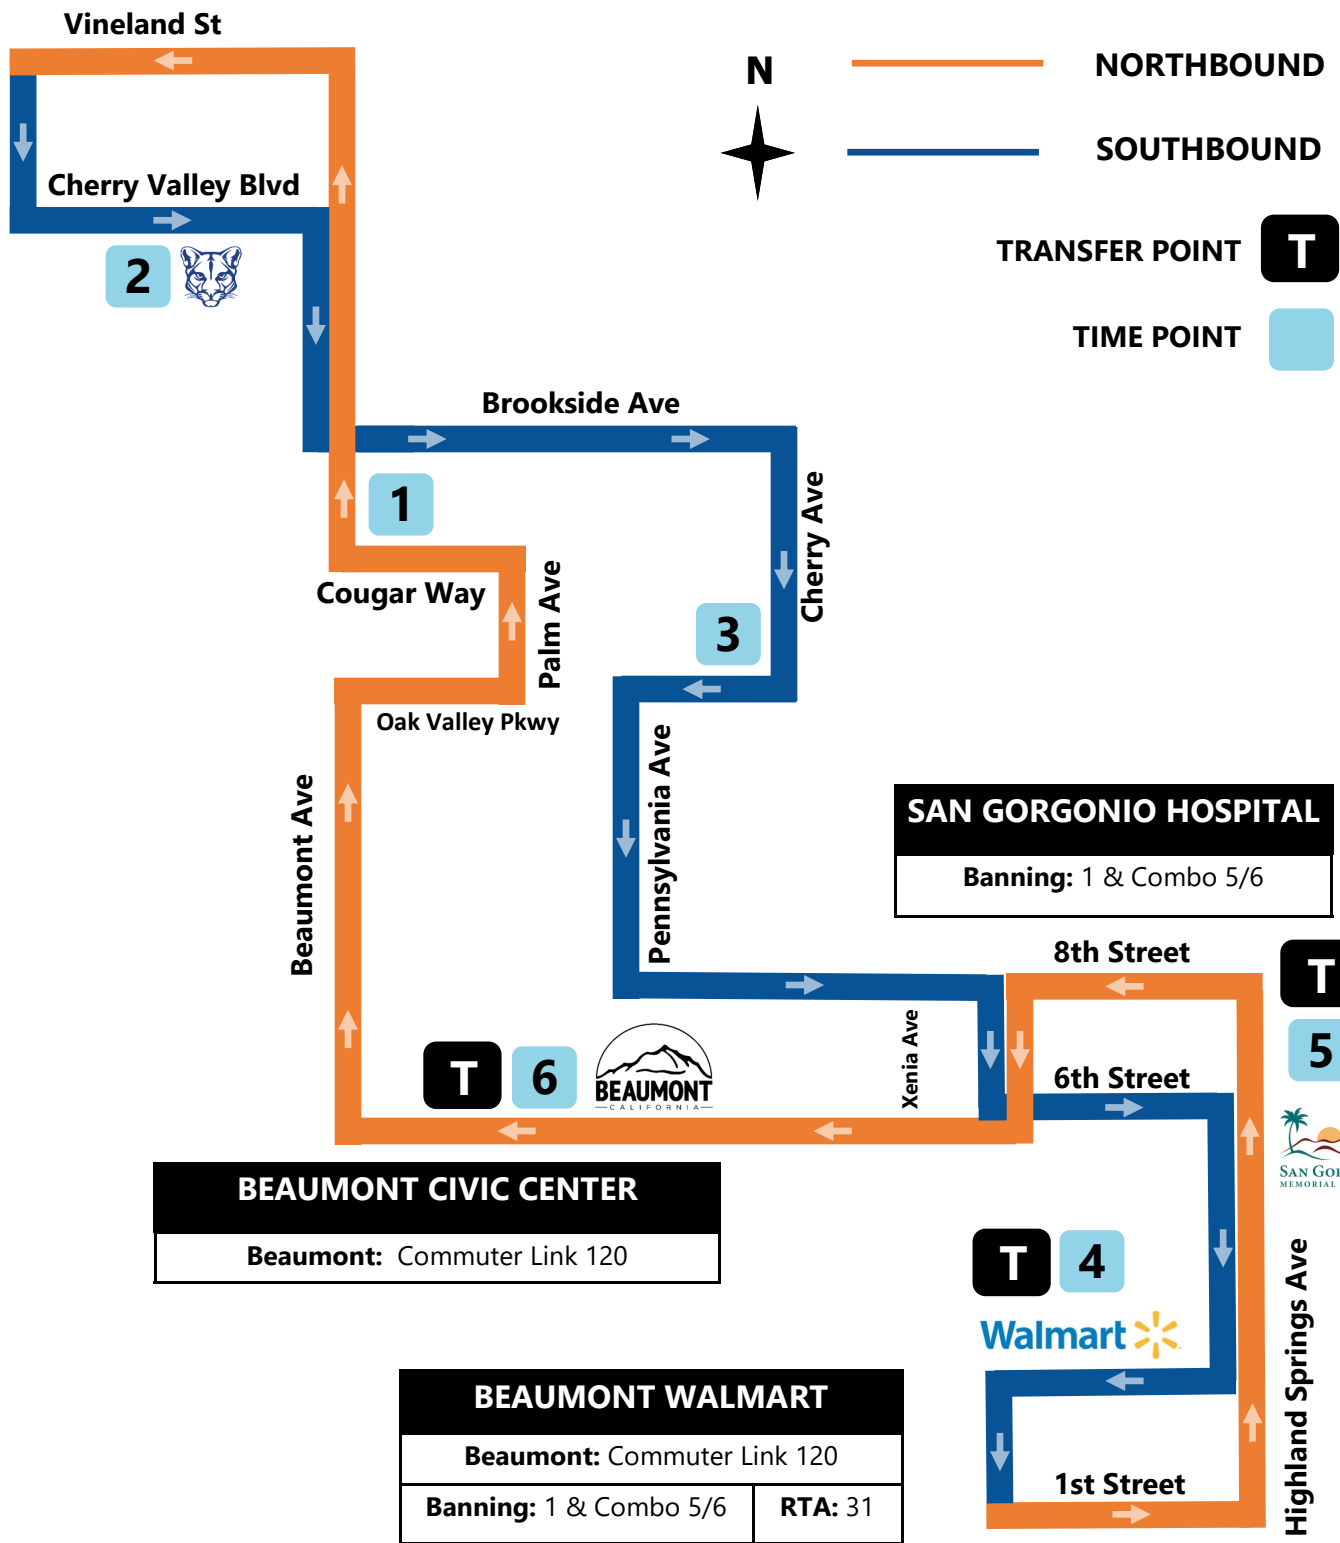 Vineland St
N
NORTHBOUND
SOUTHBOUND
Cherry Valley Blvd
TRANSFER POINT T
2
TIME POINT
Brookside Ave
1
Cherry Ave
Cougar Way
Palm Ave
3
Oak Valley Pkwy
Pennsylvania Ave
Beaumont Ave
SAN GORGONIO HOSPITAL
Banning: 1 & Combo 5/6
8th Street
T
5
Xenia Ave
6th Street
T 6
BEAUMONT
CALIFORNIA
SAN GOR
MEMORIAL
BEAUMONT CIVIC CENTER
Beaumont: Commuter Link 120
T 4
Walmart
Highland Springs Ave
BEAUMONT WALMART
Beaumont: Commuter Link 120
Banning: 1 & Combo 5/6 RTA: 31
1st Street